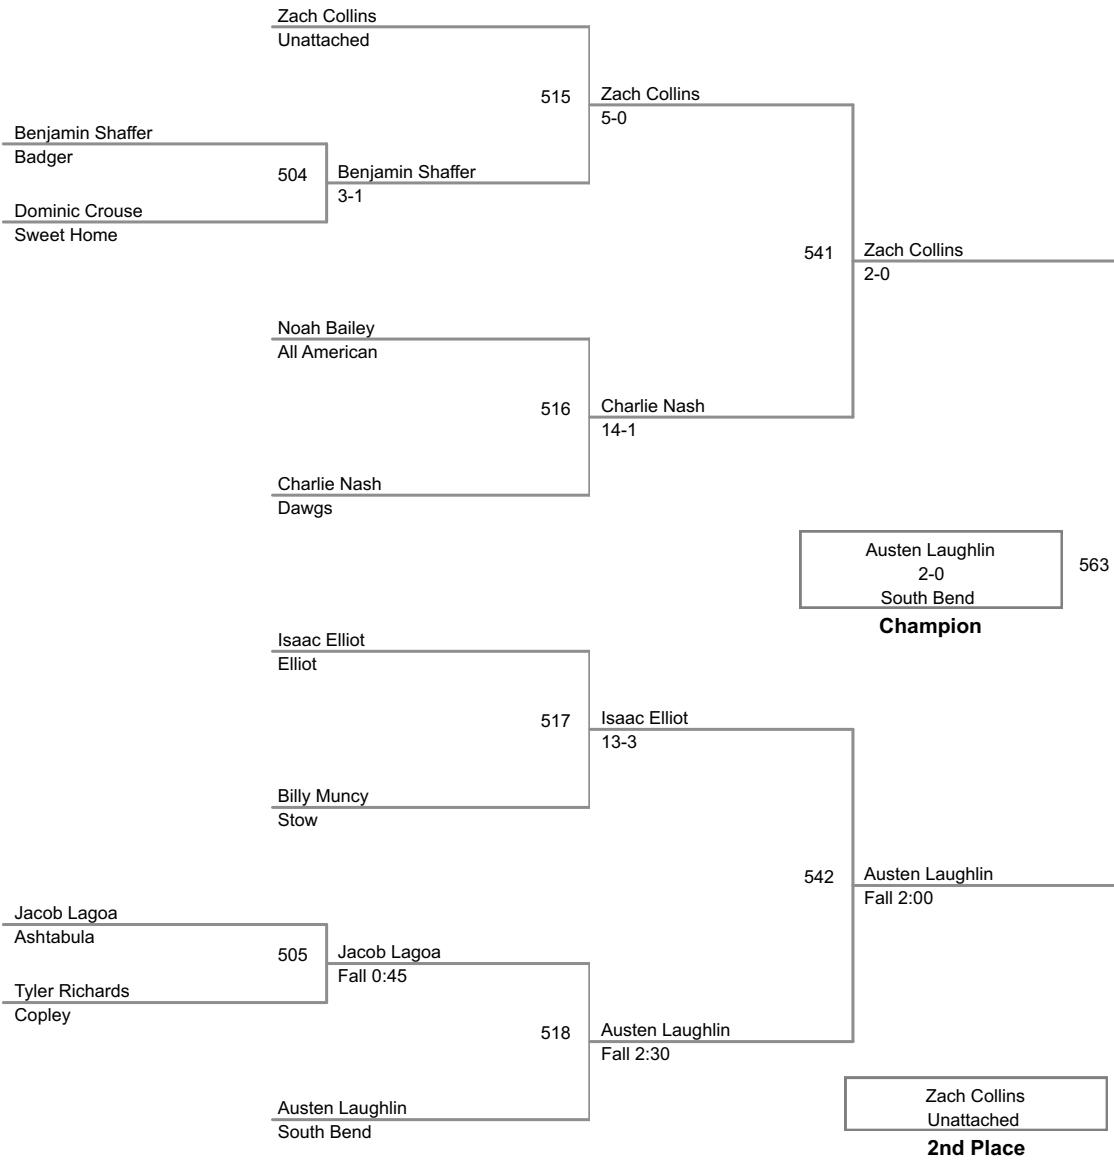 Zach Collins
Unattached
515
Zach Collins
5-0
Benjamin Shaffer
Badger
504
Benjamin Shaffer
3-1
Dominic Crouse
Sweet Home
541
Zach Collins
2-0
Noah Bailey
All American
516
Charlie Nash
14-1
Charlie Nash
Dawgs
Austen Laughlin
2-0
South Bend
563
Champion
Isaac Elliot
Elliot
517
Isaac Elliot
13-3
Billy Muncy
Stow
542
Austen Laughlin
Fall 2:00
Jacob Lagoa
Ashtabula
505
Jacob Lagoa
Fall 0:45
Tyler Richards
Copley
518
Austen Laughlin
Fall 2:30
Austen Laughlin
South Bend
Zach Collins
Unattached
2nd Place